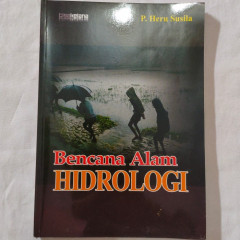 P. Heru Susila
Bencana Alam
HIDROLOGI